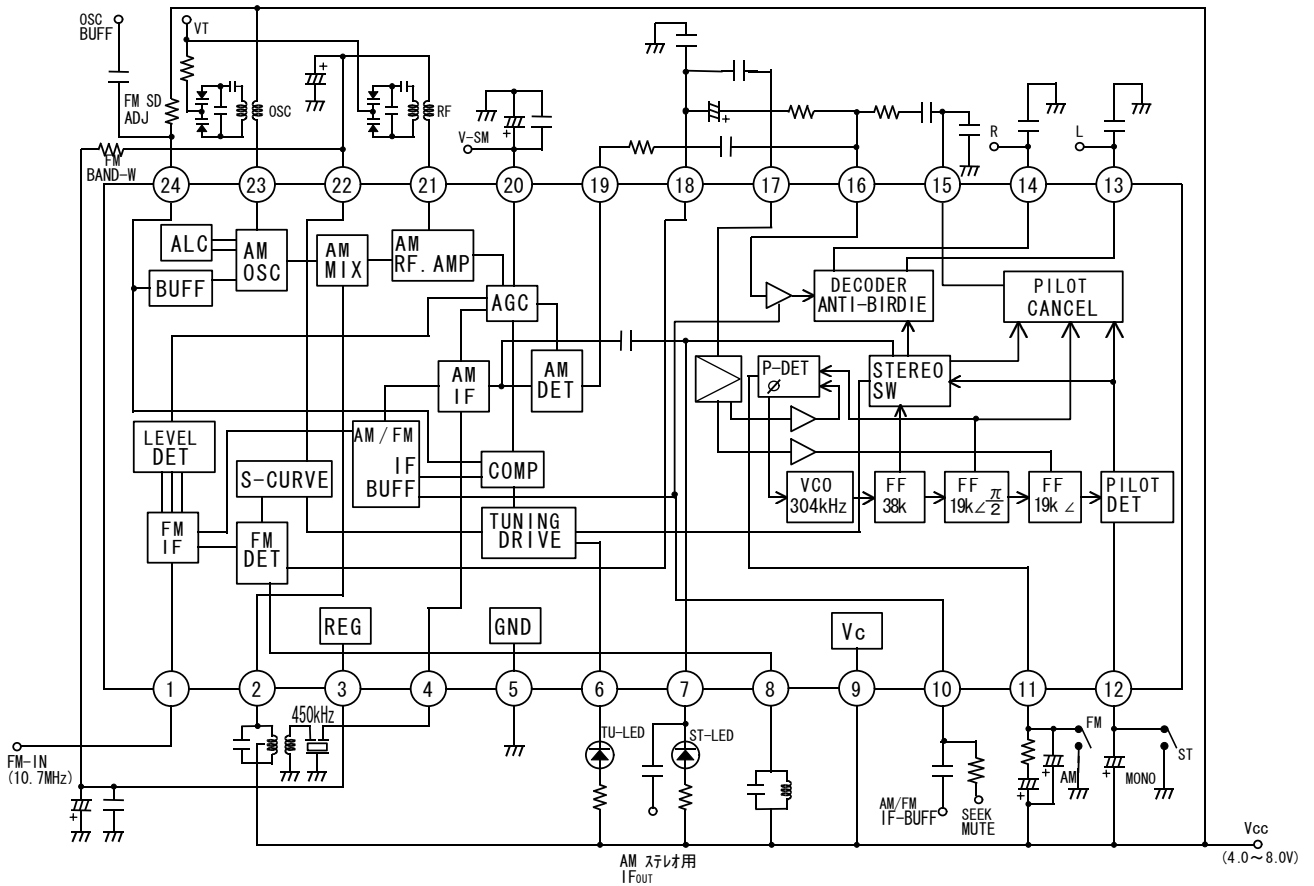 OSC
BUFF
VT
FM SD
ADJ
OSC
+
RF
V-SM
+
+
R
L
FM
BAND-W
24
23
22
21
20
19
18
17
16
15
14
13
ALC
AM
OSC
AM
MIX
AM
RF. AMP
BUFF
AGC
DECODER
ANTI-BIRDIE
PILOT
CANCEL
AM
IF
AM
DET
P-DET
ø
STEREO
SW
LEVEL
DET
AM/FM
IF
BUFF
S-CURVE
COMP
VCO
304kHz
FF
38k
FF
19k∠π/2
FF
19k∠
PILOT
DET
FM
IF
FM
DET
TUNING
DRIVE
REG
GND
Vc
1
2
3
4
5
6
7
8
9
10
11
12
450kHz
FM-IN
(10.7MHz)
+
TU-LED
ST-LED
AM/FM
IF-BUFF
SEEK
MUTE
FM
AM
+
+
+
MONO
ST
AM ステレオ用
IFOUT
Vcc
(4.0~8.0V)